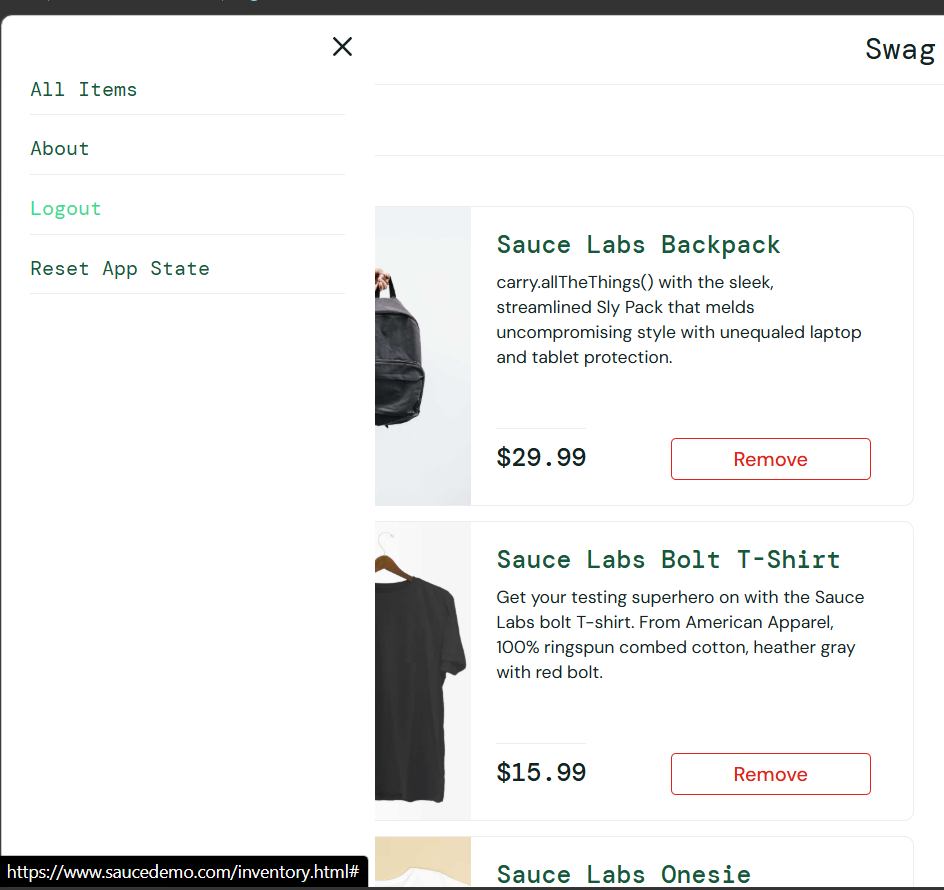 Swag
All Items
About
Logout
Reset App State
Sauce Labs Backpack
carry.allTheThings() with the sleek,
streamlined Sly Pack that melds
uncompromising style with unequaled laptop
and tablet protection.
$29.99
Remove
Sauce Labs Bolt T-Shirt
Get your testing superhero on with the Sauce
Labs bolt T-shirt. From American Apparel,
100% ringspun combed cotton, heather gray
with red bolt.
$15.99
Remove
Sauce Labs Onesie
https://www.saucedemo.com/inventory.html#